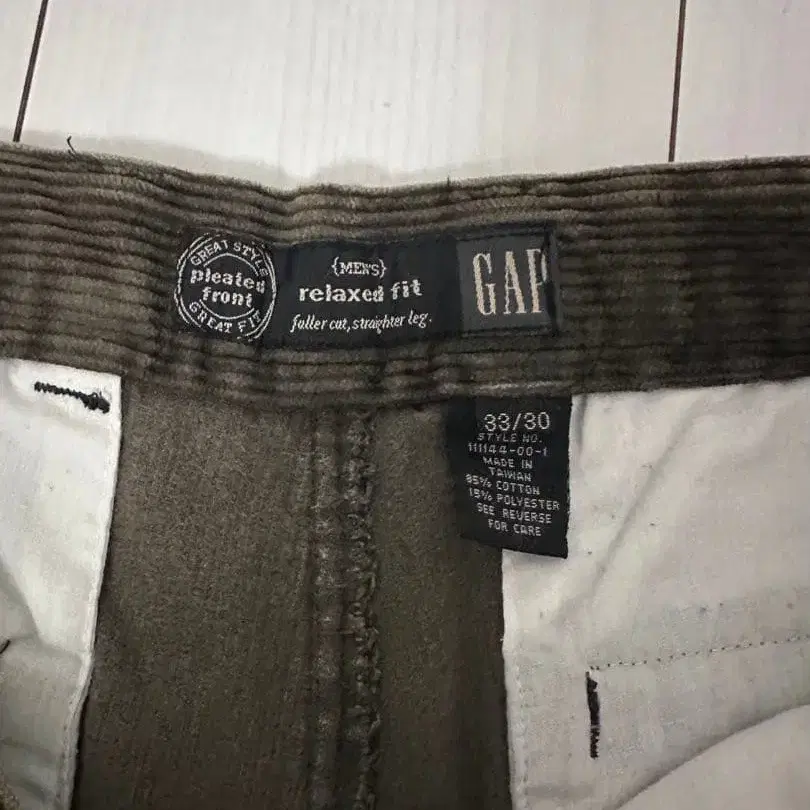 GREAT STYLE
pleated
front
GREAT FIT
{MEN'S}
relaxed fit
fuller cut, straighter leg.
GAP
33/30
STYLE NO.
111144-00-1
MADE IN
TAIWAN
85% COTTON
15% POLYESTER
SEE REVERSE
FOR CARE